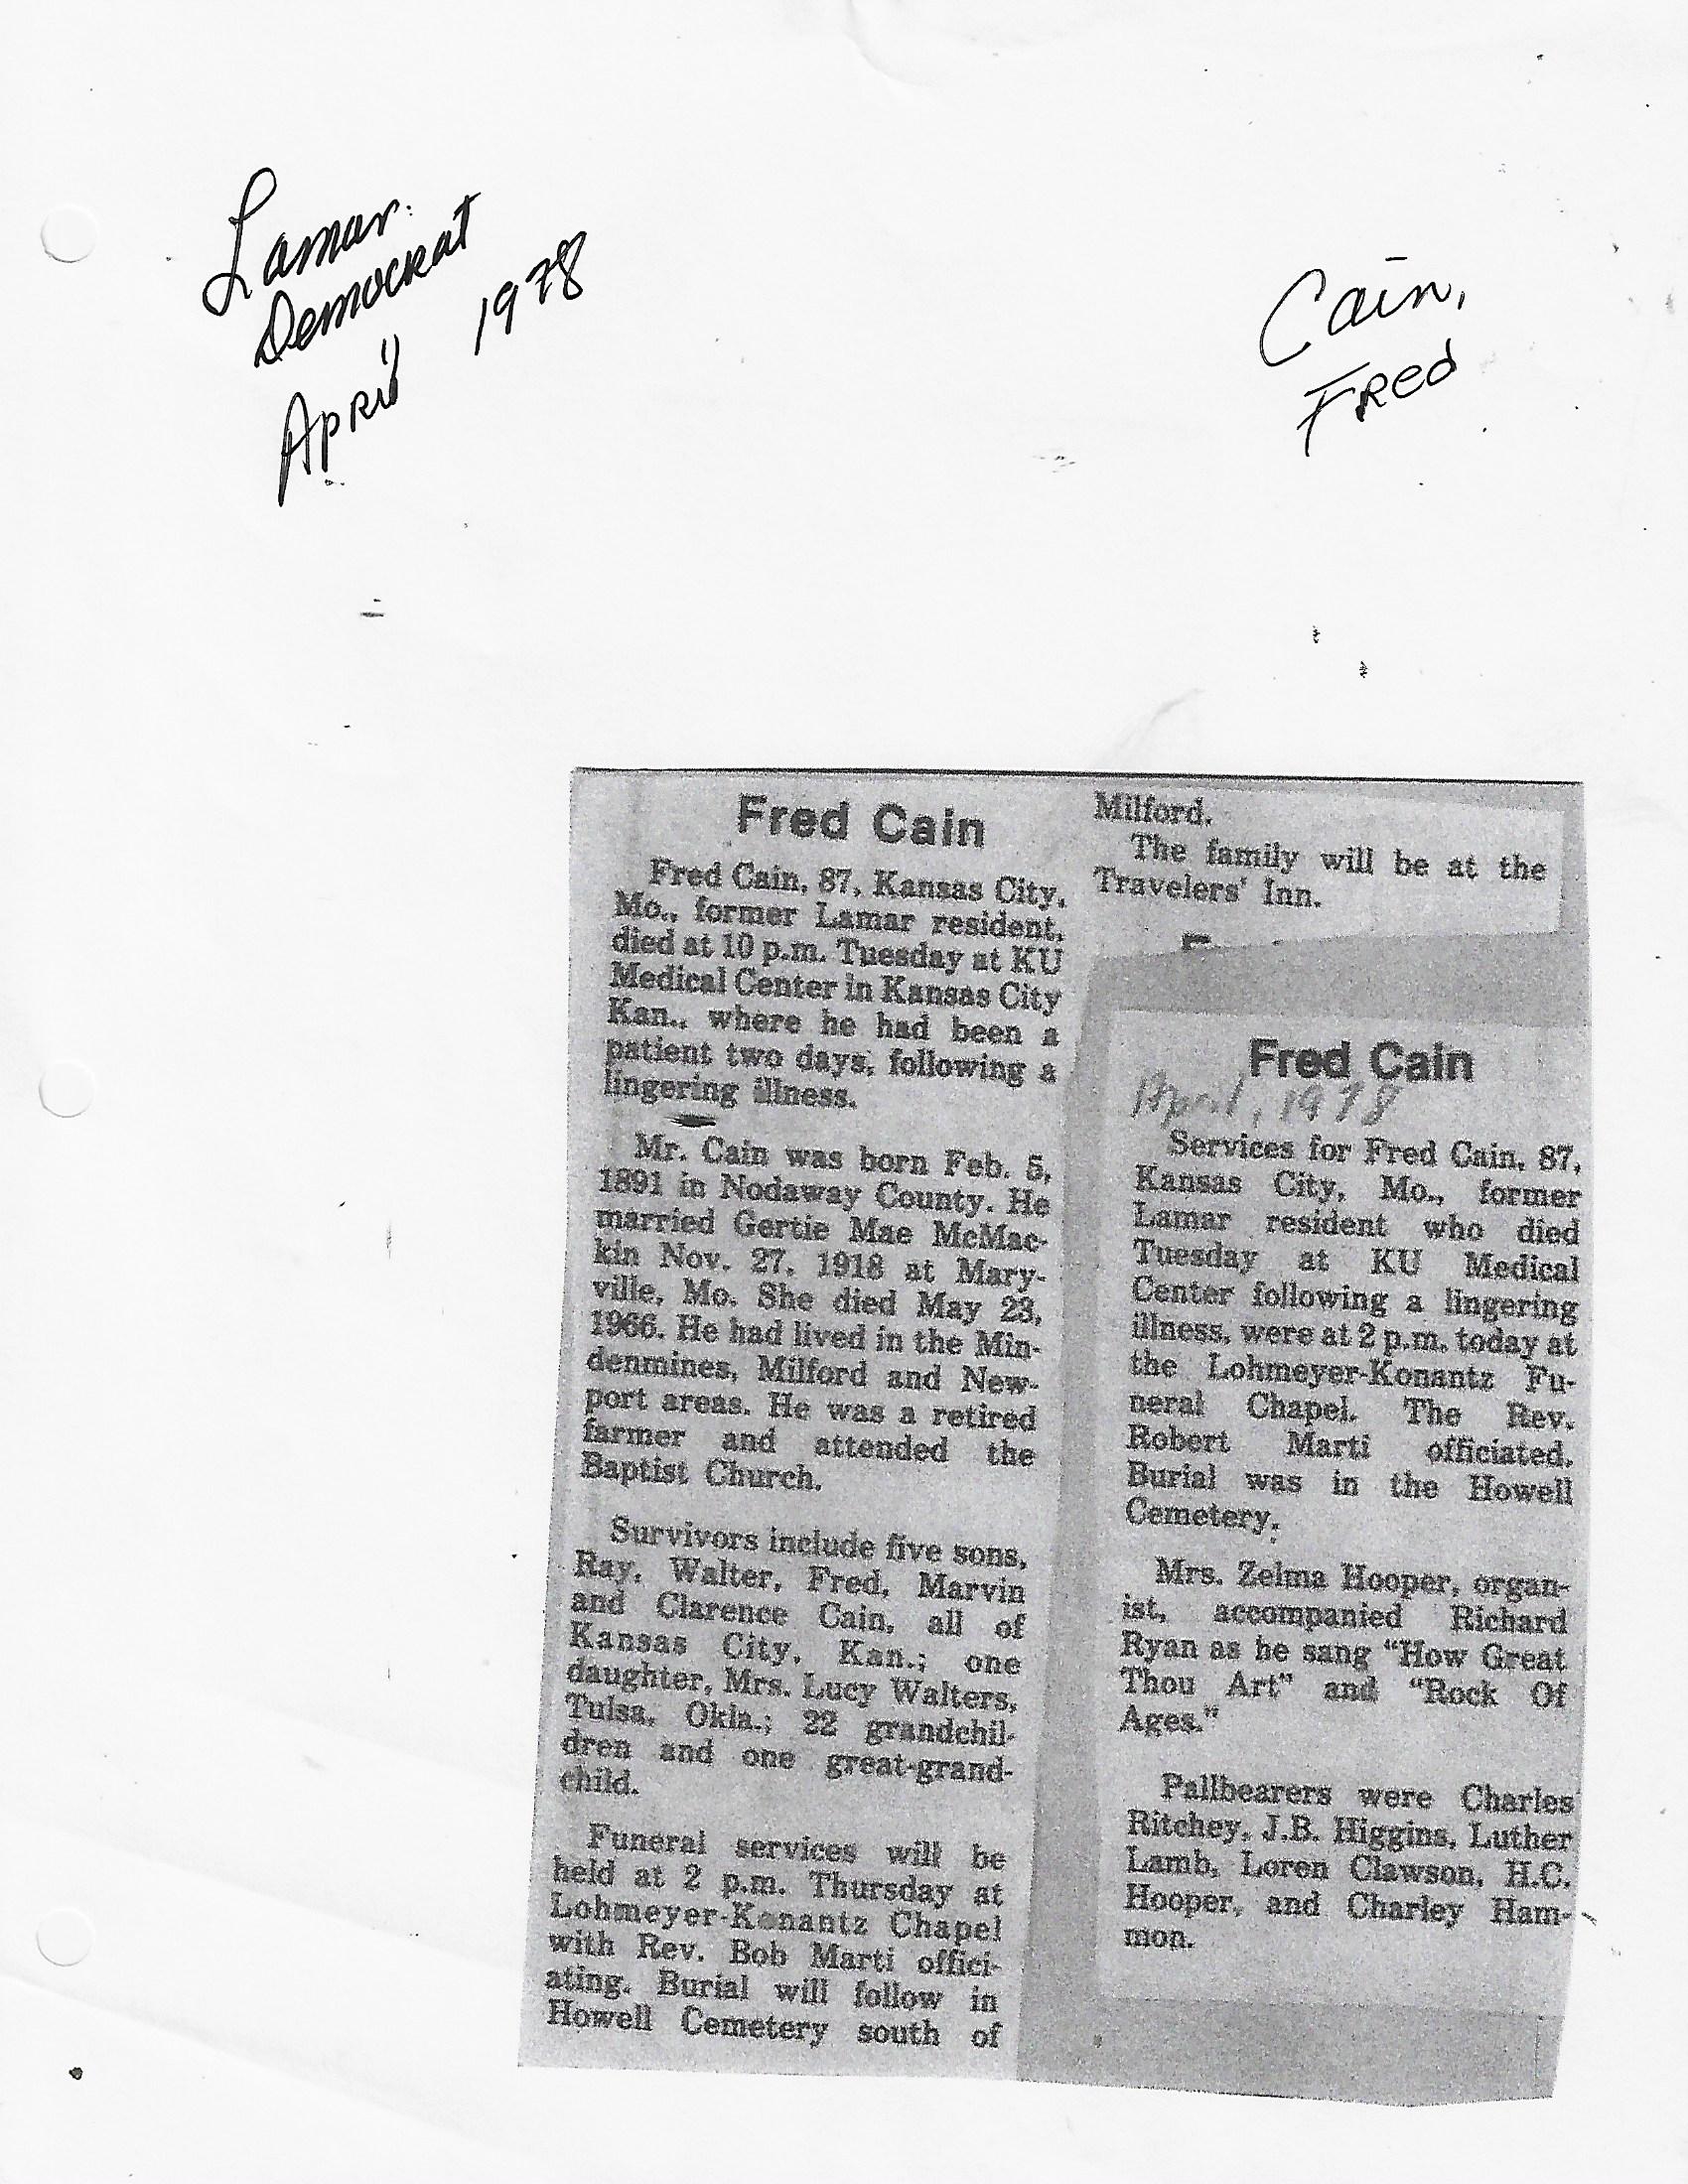 Lamar
Democrat
April 1978
Cain,
Fred
Fred Cain
Fred Cain, 87, Kansas City,
Mo., former Lamar resident,
died at 10 p.m. Tuesday at KU
Medical Center in Kansas City
Kan., where he had been a
patient two days, following a
lingering illness.
Mr. Cain was born Feb. 5,
1891 in Nodaway County. He
married Gertie Mae McMac-
kin Nov. 27, 1918 at Mary-
ville, Mo. She died May 23,
1966. He had lived in the Min-
denmines, Milford and New-
port areas. He was a retired
farmer and attended the
Baptist Church.
Survivors include five sons,
Ray, Walter, Fred, Marvin
and Clarence Cain, all of
Kansas City, Kan.; one
daughter, Mrs. Lucy Walters,
Tulsa, Okla.; 22 grandchil-
dren and one great-grand-
child.
Funeral services will be
held at 2 p.m. Thursday at
Lohmeyer-Konantz Chapel
with Rev. Bob Marti offici-
ating. Burial will follow in
Howell Cemetery south of
Milford.
The family will be at the
Travelers' Inn.
Fred Cain
April, 1978
Services for Fred Cain, 87,
Kansas City, Mo., former
Lamar resident who died
Tuesday at KU Medical
Center following a lingering
illness, were at 2 p.m. today at
the Lohmeyer-Konantz Fu-
neral Chapel. The Rev.
Robert Marti officiated.
Burial was in the Howell
Cemetery.
Mrs. Zelma Hooper, organ-
ist, accompanied Richard
Ryan as he sang "How Great
Thou Art" and "Rock Of
Ages."
Pallbearers were Charles
Ritchey, J.B. Higgins, Luther
Lamb, Loren Clawson, H.C.
Hooper, and Charley Ham-
mon.